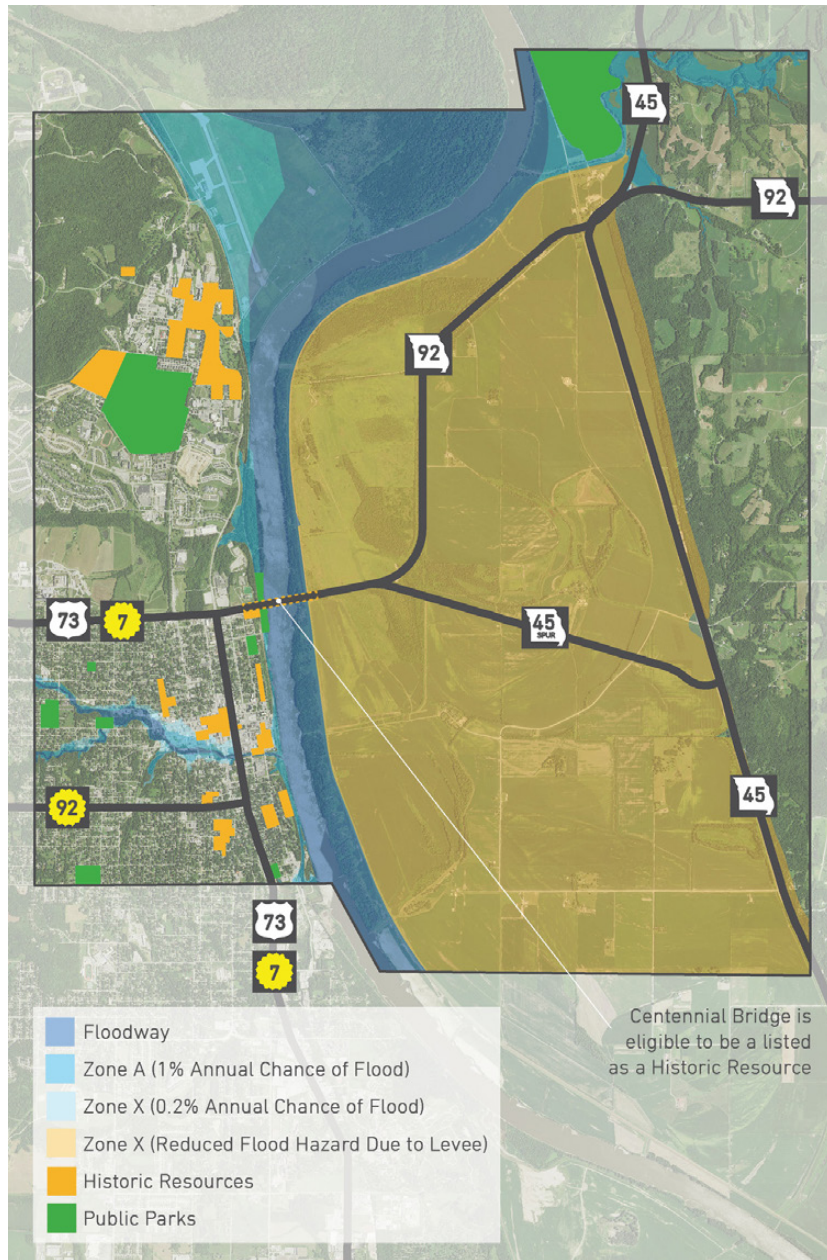 45
92
92
73
7
45
SPUR
92
45
73
7
Centennial Bridge is
eligible to be a listed
as a Historic Resource
Floodway
Zone A (1% Annual Chance of Flood)
Zone X (0.2% Annual Chance of Flood)
Zone X (Reduced Flood Hazard Due to Levee)
Historic Resources
Public Parks